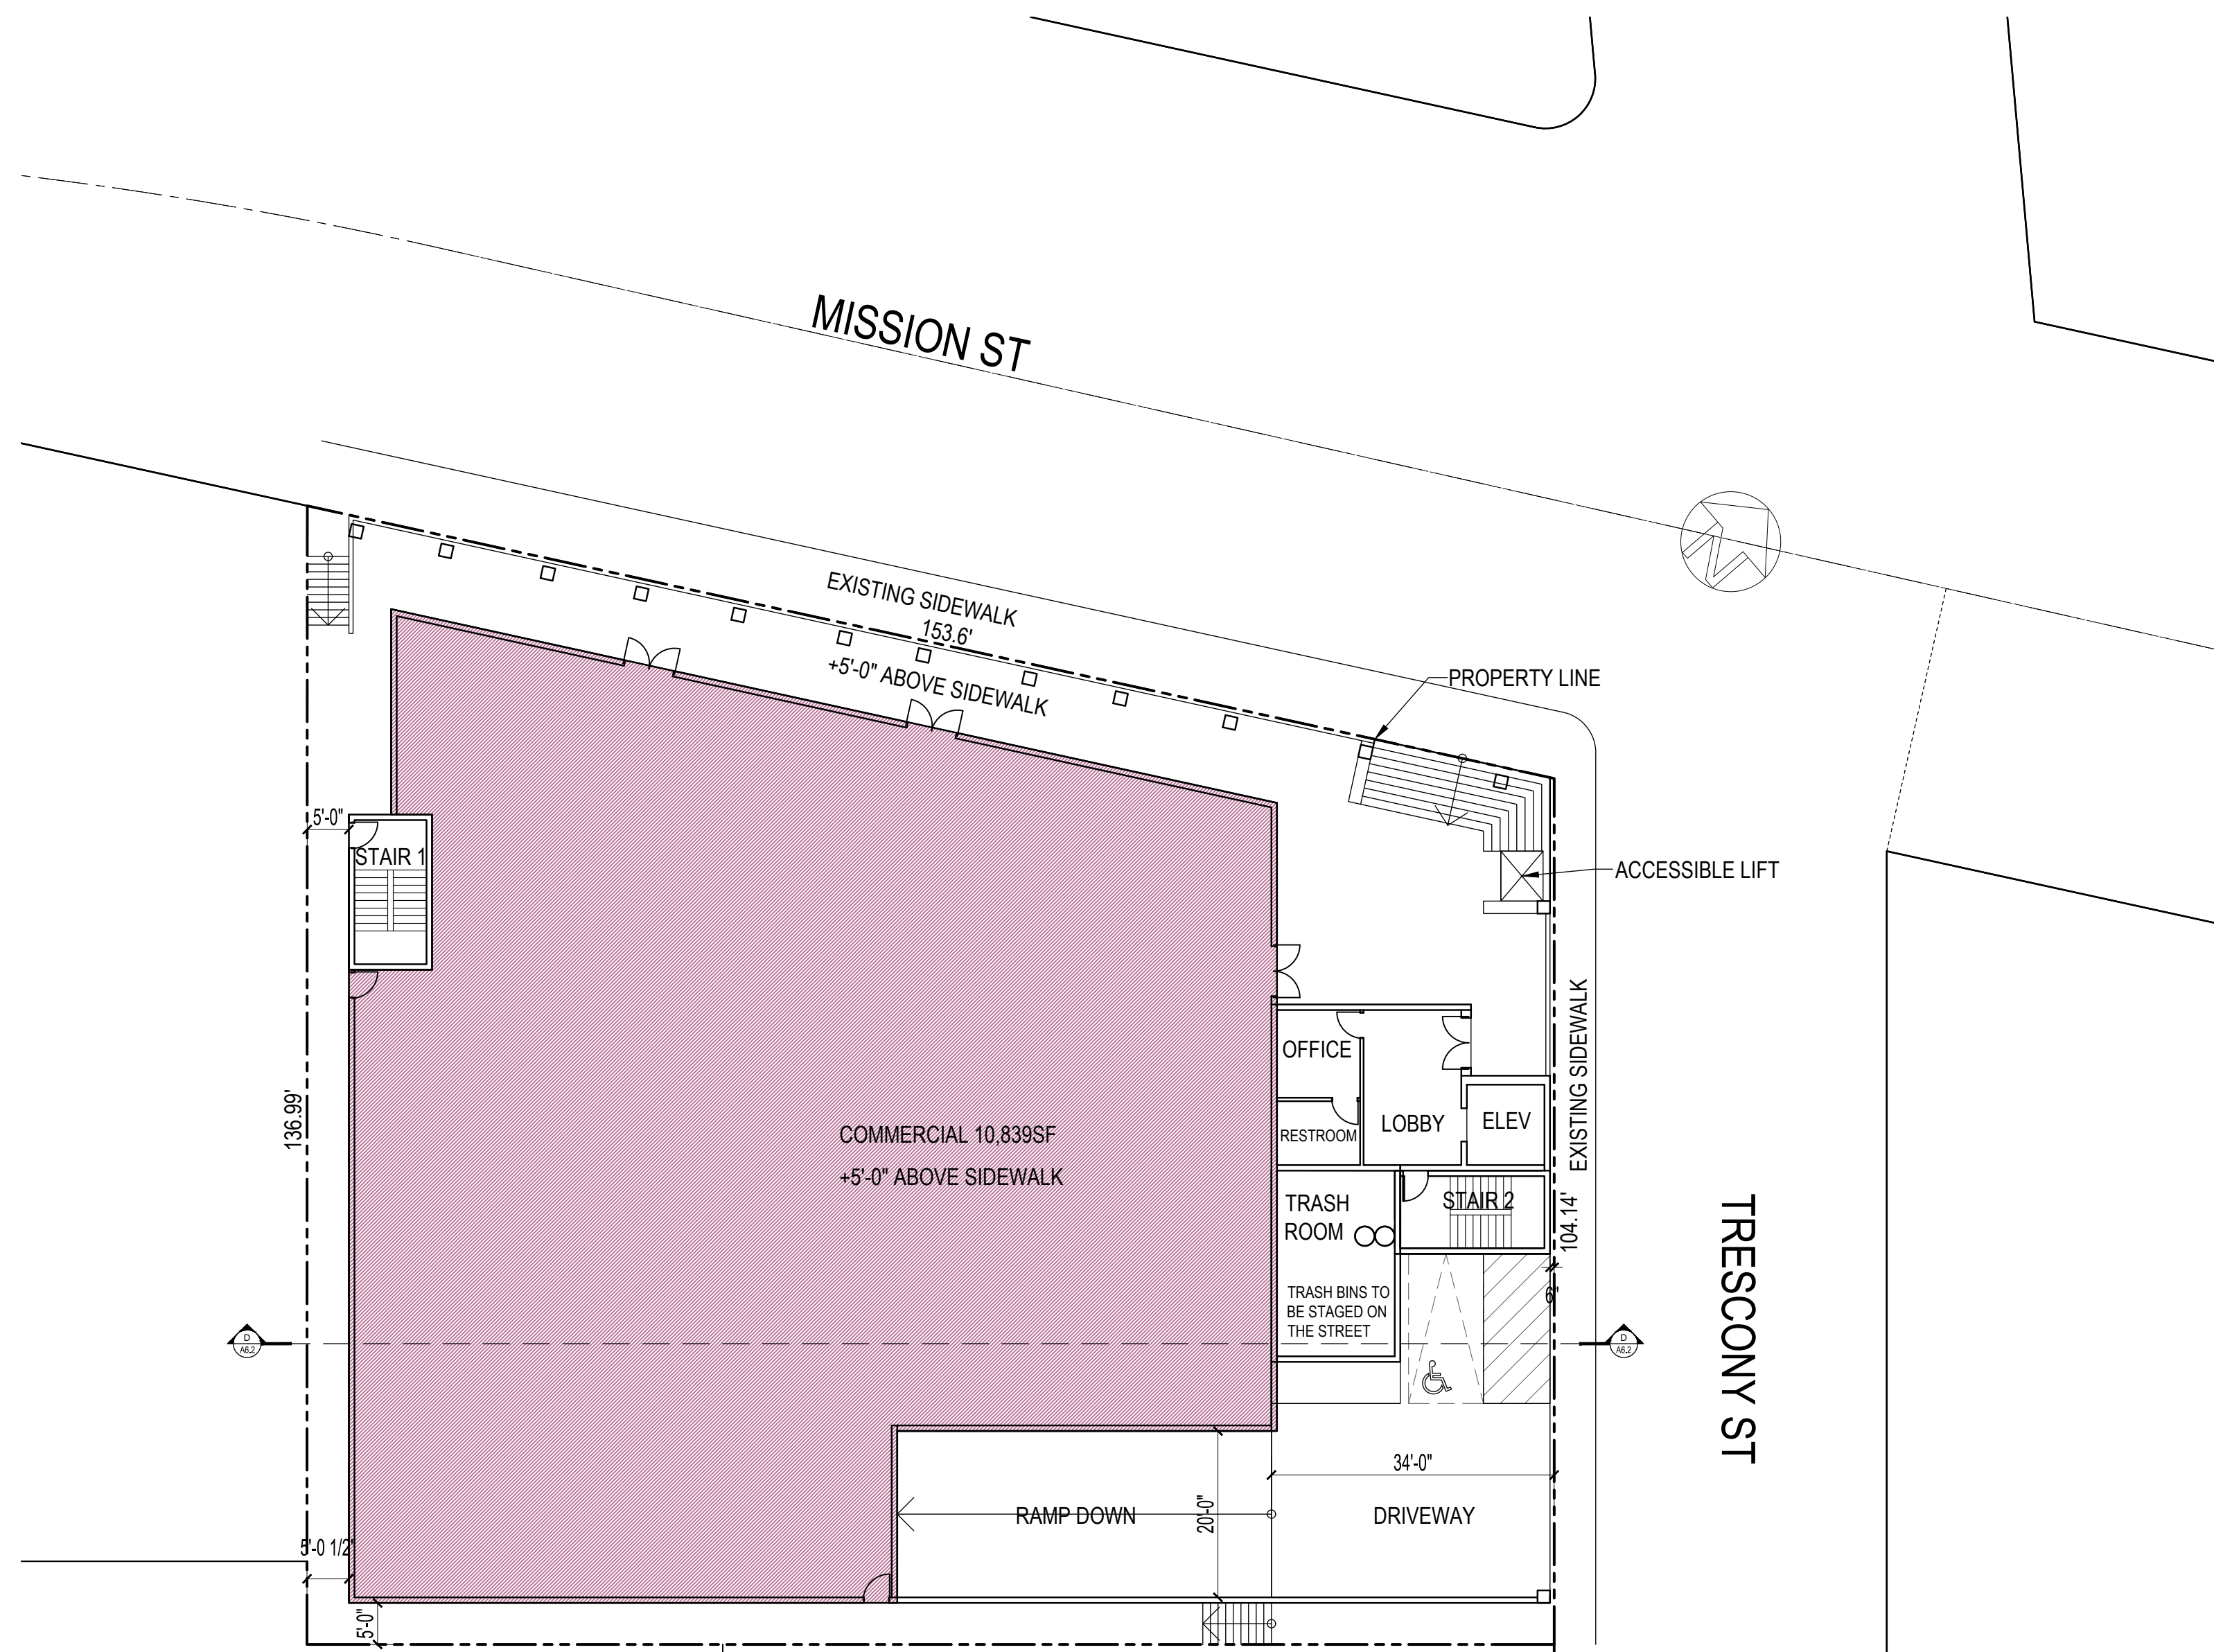 MISSION ST
EXISTING SIDEWALK
153.6'
+5'-0" ABOVE SIDEWALK
PROPERTY LINE
5'-0"
STAIR 1
ACCESSIBLE LIFT
EXISTING SIDEWALK
OFFICE
136.99'
COMMERCIAL 10,839SF
+5'-0" ABOVE SIDEWALK
RESTROOM
LOBBY
ELEV
TRASH
ROOM
STAIR 2
104.14'
TRESCONY ST
TRASH BINS TO
BE STAGED ON
THE STREET
6'
D
A6.2
D
A6.2
34'-0"
RAMP DOWN
20'-0"
DRIVEWAY
5'-0 1/2"
5'-0"